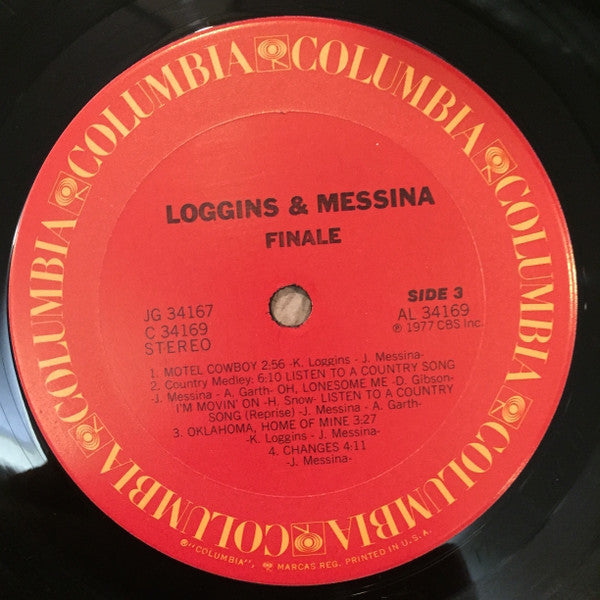 COLUMBIA COLUMBIA COLUMBIA COLUMBIA COLUMBIA COLUMBIA
LOGGINS & MESSINA
FINALE
JG 34167
C 34169
STEREO
SIDE 3
AL 34169
℗ 1977 CBS Inc.
1. MOTEL COWBOY 2:56 -K. Loggins - J. Messina-
2. Country Medley: 6:10 LISTEN TO A COUNTRY SONG
-J. Messina - A. Garth- OH, LONESOME ME -D. Gibson-
I'M MOVIN' ON -H. Snow- LISTEN TO A COUNTRY
SONG (Reprise) -J. Messina - A. Garth-
3. OKLAHOMA, HOME OF MINE 3:27
-K. Loggins - J. Messina-
4. CHANGES 4:11
-J. Messina-
®"COLUMBIA", MARCAS REG. PRINTED IN U.S.A.